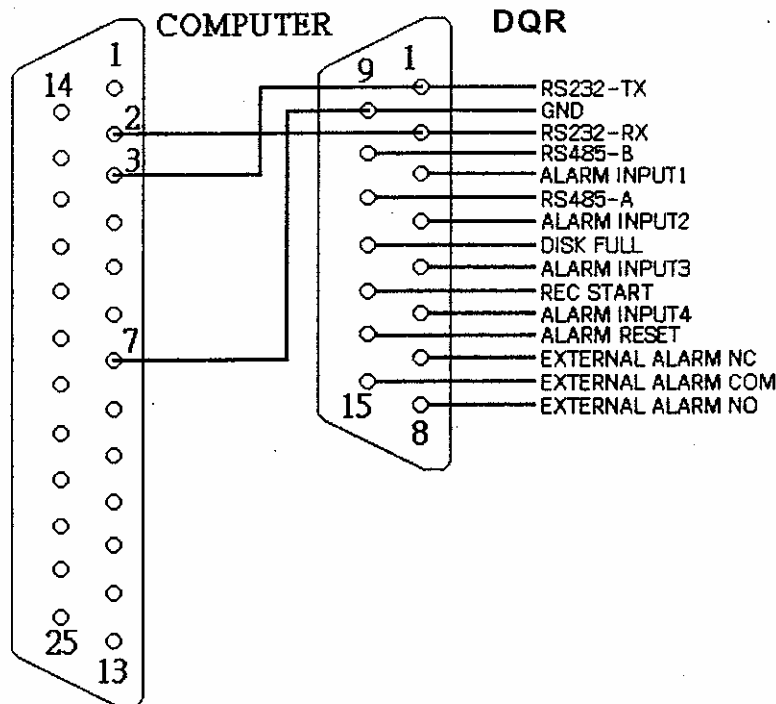 COMPUTER
DQR
1
14
2
3
7
25
13
9
1
15
8
RS232-TX
GND
RS232-RX
RS485-B
ALARM INPUT1
RS485-A
ALARM INPUT2
DISK FULL
ALARM INPUT3
REC START
ALARM INPUT4
ALARM RESET
EXTERNAL ALARM NC
EXTERNAL ALARM COM
EXTERNAL ALARM NO